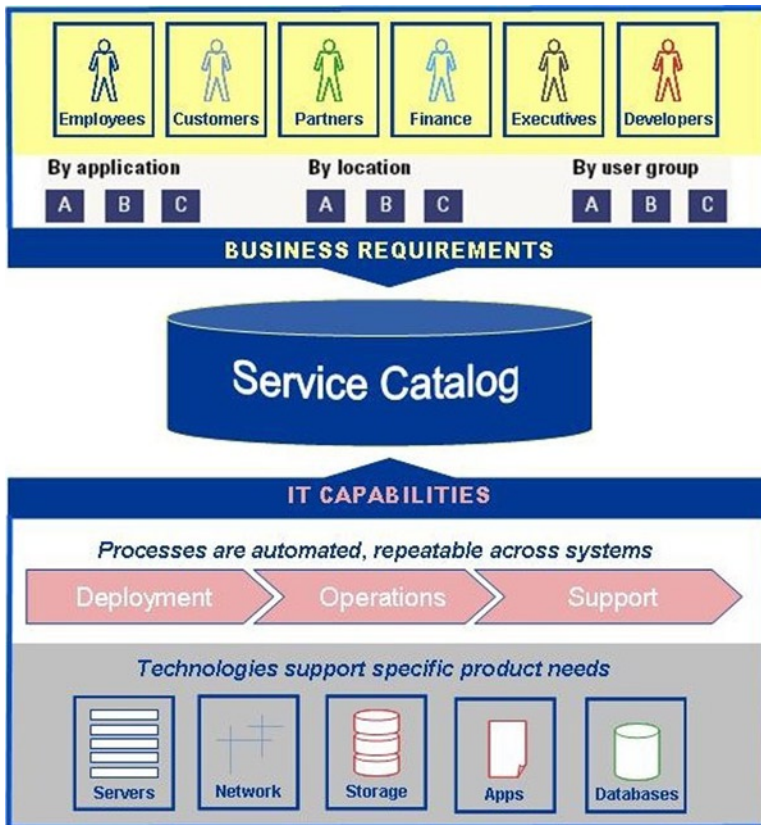 Employees Customers Partners Finance Executives Developers
By application By location By user group
A B C A B C A B C
BUSINESS REQUIREMENTS
Service Catalog
IT CAPABILITIES
Processes are automated, repeatable across systems
Deployment Operations Support
Technologies support specific product needs
Servers Network Storage Apps Databases